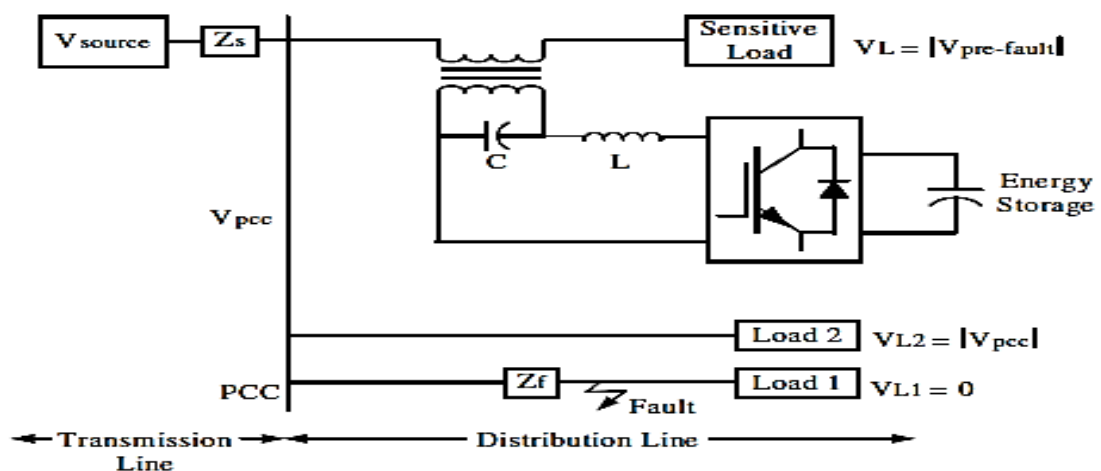 Vsource
Zs
Sensitive
Load
VL = |Vpre-fault|
C
L
Energy
Storage
Vpcc
Load 2
VL2 = |Vpcc|
PCC
Zf
Load 1
VL1 = 0
Fault
Transmission
Line
Distribution Line